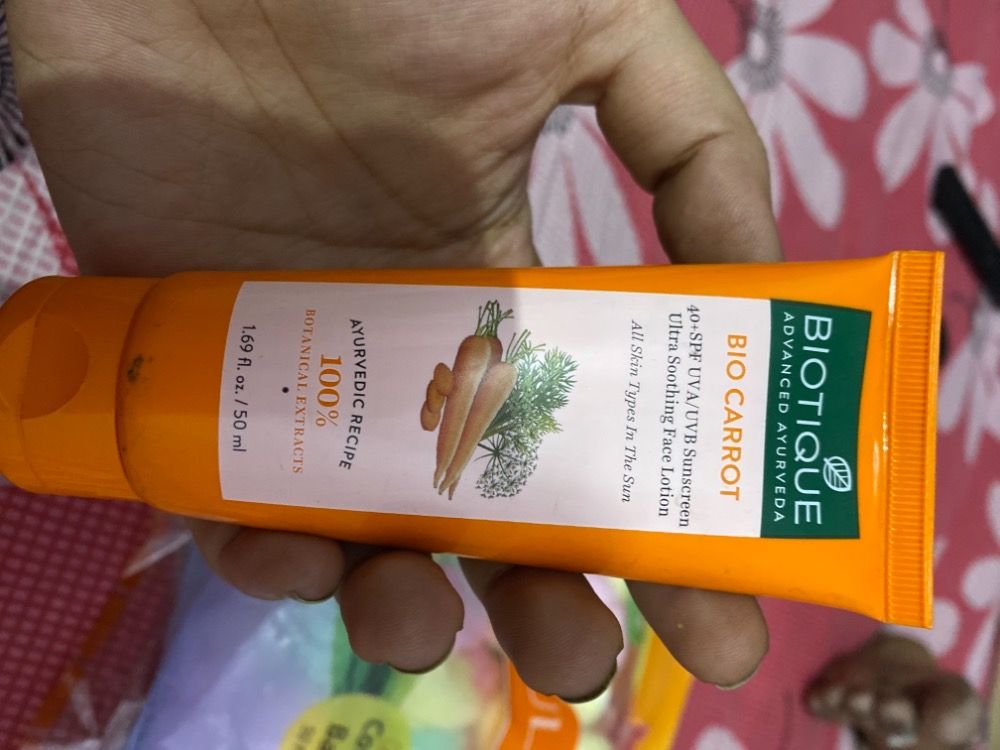 BIOTIQUE
ADVANCED AYURVEDA
BIO CARROT
40+SPF UVA/UVB Sunscreen
Ultra Soothing Face Lotion
All Skin Types In The Sun
AYURVEDIC RECIPE
100%
BOTANICAL EXTRACTS
1.69 fl. oz. / 50 ml